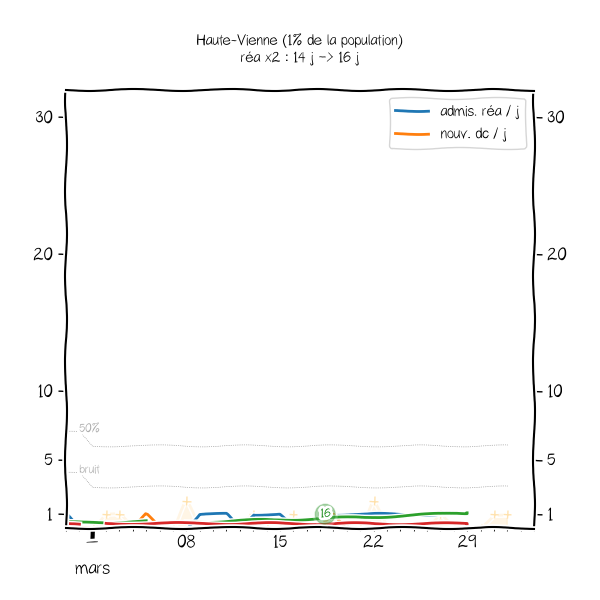 Haute-Vienne (1% de la population)
réa x2 : 14 j -> 16 j
admis. réa / j
nouv. dc / j
30 30
20 20
10 10
50%
5 5
bruit
1 16 1
1 08 15 22 29
mars